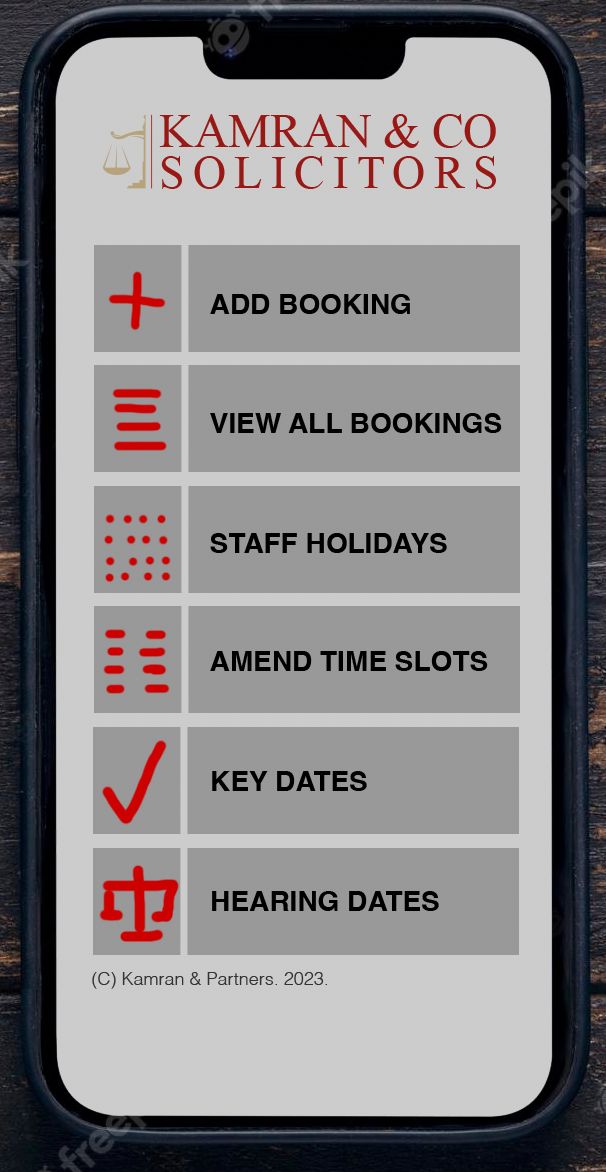 KAMRAN & CO
SOLICITORS
ADD BOOKING
VIEW ALL BOOKINGS
STAFF HOLIDAYS
AMEND TIME SLOTS
KEY DATES
HEARING DATES
(C) Kamran & Partners. 2023.